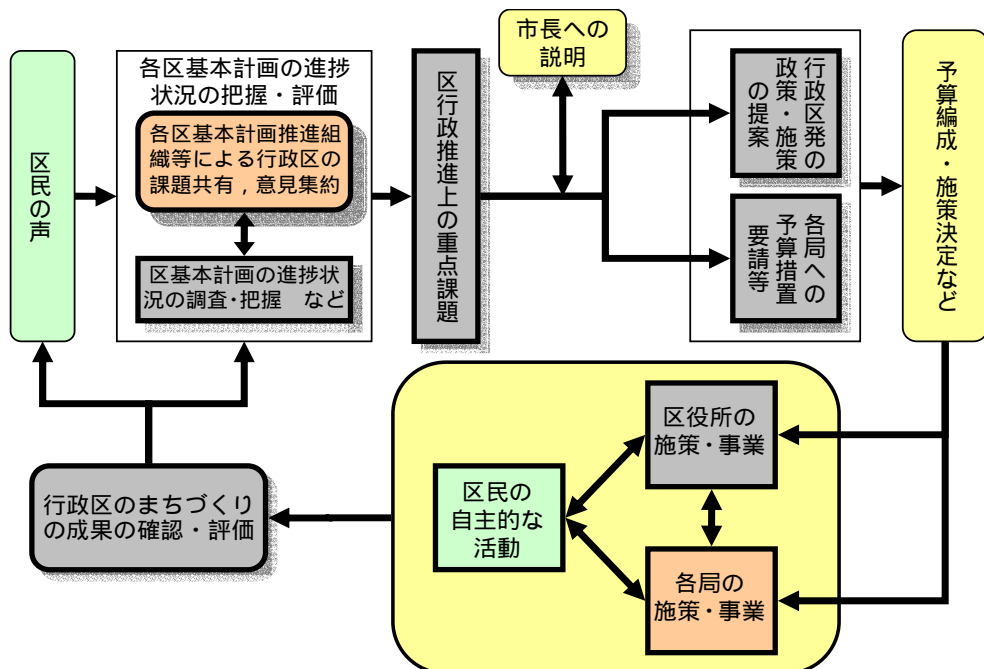 区民の声
各区基本計画の進捗
状況の把握・評価
各区基本計画推進組
織等による行政区の
課題共有，意見集約
区基本計画の進捗状
況の調査・把握　など
区行政推進上の重点課題
市長への
説明
行政区発の
政策・施策
の提案
各局への
予算措置
要請等
予算編成・施策決定など
区役所の
施策・事業
区民の
自主的な
活動
各局の
施策・事業
行政区のまちづくり
の成果の確認・評価